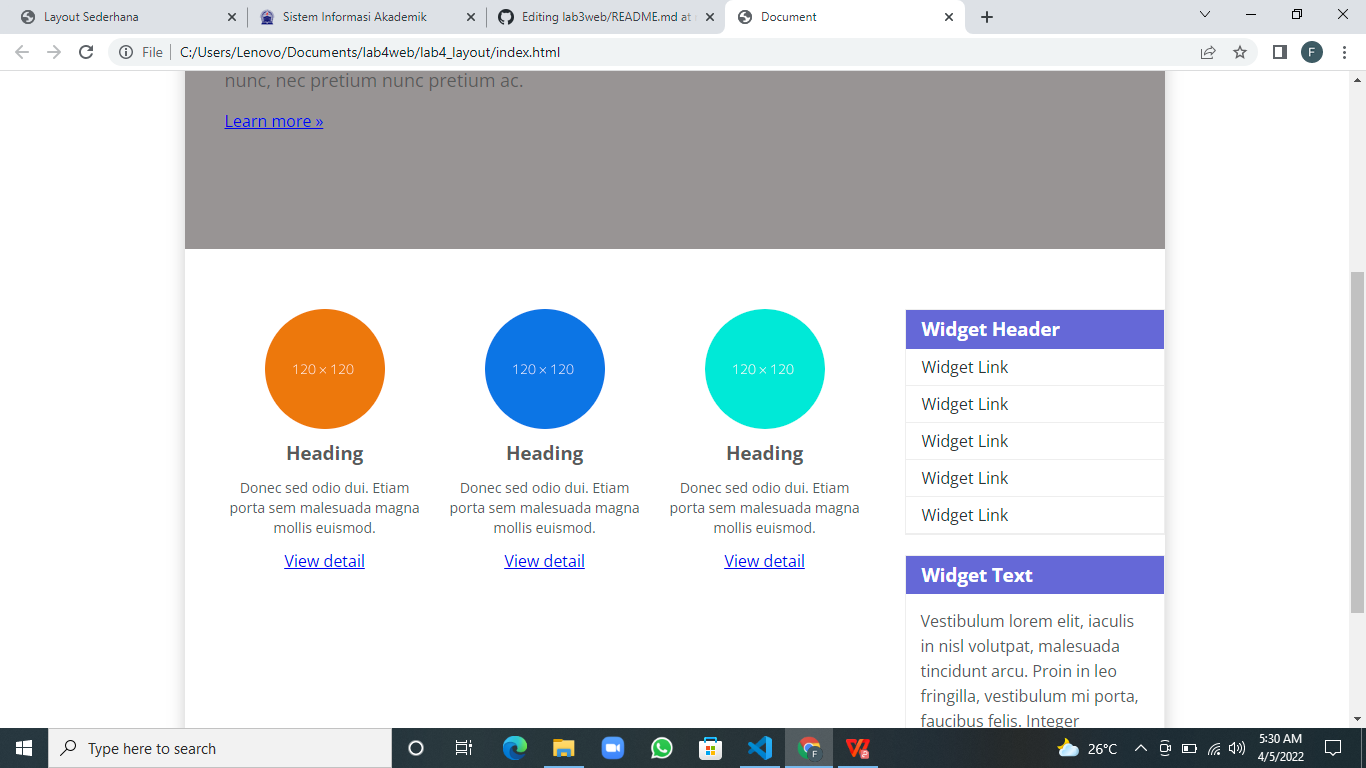 Layout Sederhana
Sistem Informasi Akademik
Editing lab3web/README.md at
Document
File
C:/Users/Lenovo/Documents/lab4web/lab4_layout/index.html
F
nunc, nec pretium nunc pretium ac.
Learn more »
120 × 120
120 × 120
120 × 120
Heading
Heading
Heading
Donec sed odio dui. Etiam
porta sem malesuada magna
mollis euismod.
Donec sed odio dui. Etiam
porta sem malesuada magna
mollis euismod.
Donec sed odio dui. Etiam
porta sem malesuada magna
mollis euismod.
View detail
View detail
View detail
Widget Header
Widget Link
Widget Link
Widget Link
Widget Link
Widget Link
Widget Text
Vestibulum lorem elit, iaculis
in nisl volutpat, malesuada
tincidunt arcu. Proin in leo
fringilla, vestibulum mi porta,
faucibus felis. Integer
Type here to search
F
26°C
5:30 AM
4/5/2022